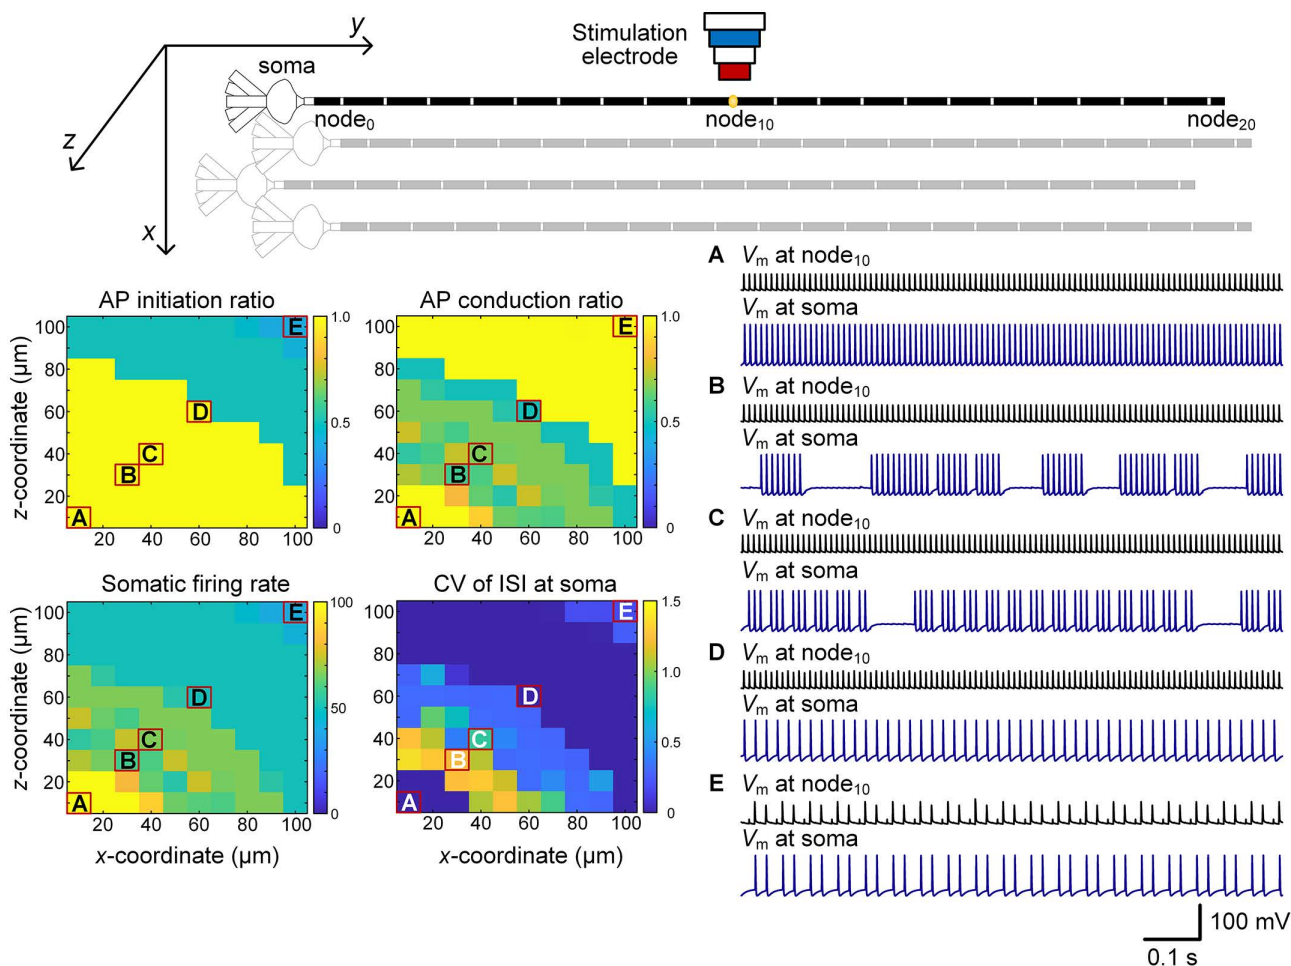 y
Stimulation
electrode
soma
z
x
node₀
node₁₀
node₂₀
AP initiation ratio
AP conduction ratio
z-coordinate (µm)
100
80
60
40
20
20 40 60 80 100
1.0
0.5
0
A
B
C
D
E
100
80
60
40
20
20 40 60 80 100
1.0
0.5
0
A
B
C
D
E
Somatic firing rate
CV of ISI at soma
z-coordinate (µm)
100
80
60
40
20
20 40 60 80 100
x-coordinate (µm)
100
50
0
A
B
C
D
E
100
80
60
40
20
20 40 60 80 100
x-coordinate (µm)
1.5
1.0
0.5
0
A
B
C
D
E
A Vₘ at node₁₀
Vₘ at soma
B Vₘ at node₁₀
Vₘ at soma
C Vₘ at node₁₀
Vₘ at soma
D Vₘ at node₁₀
Vₘ at soma
E Vₘ at node₁₀
Vₘ at soma
100 mV
0.1 s